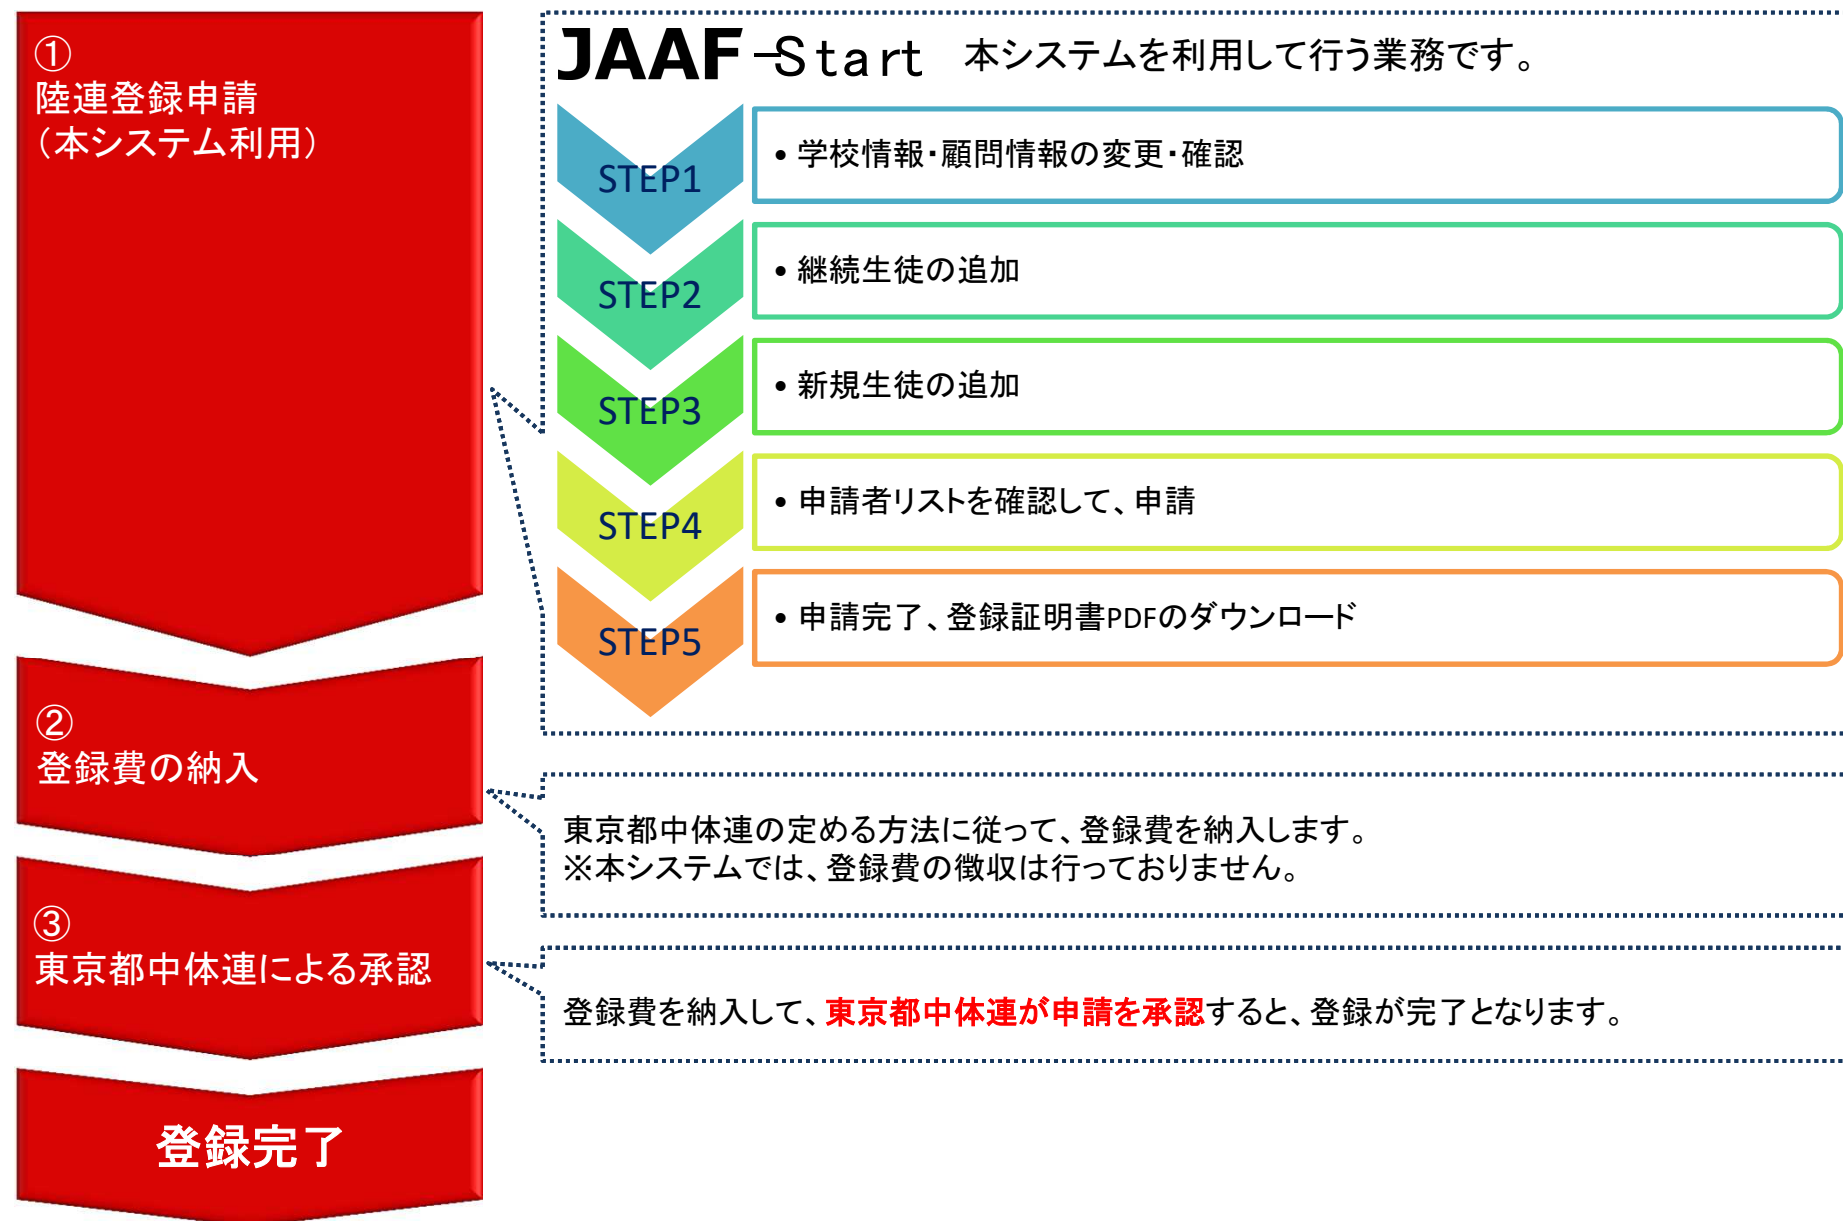 ①
陸連登録申請
（本システム利用）
JAAF-Start 本システムを利用して行う業務です。
STEP1
• 学校情報・顧問情報の変更・確認
STEP2
• 継続生徒の追加
STEP3
• 新規生徒の追加
STEP4
• 申請者リストを確認して、申請
STEP5
• 申請完了、登録証明書PDFのダウンロード
②
登録費の納入
東京都中体連の定める方法に従って、登録費を納入します。
※本システムでは、登録費の徴収は行っておりません。
③
東京都中体連による承認
登録費を納入して、東京都中体連が申請を承認すると、登録が完了となります。
登録完了